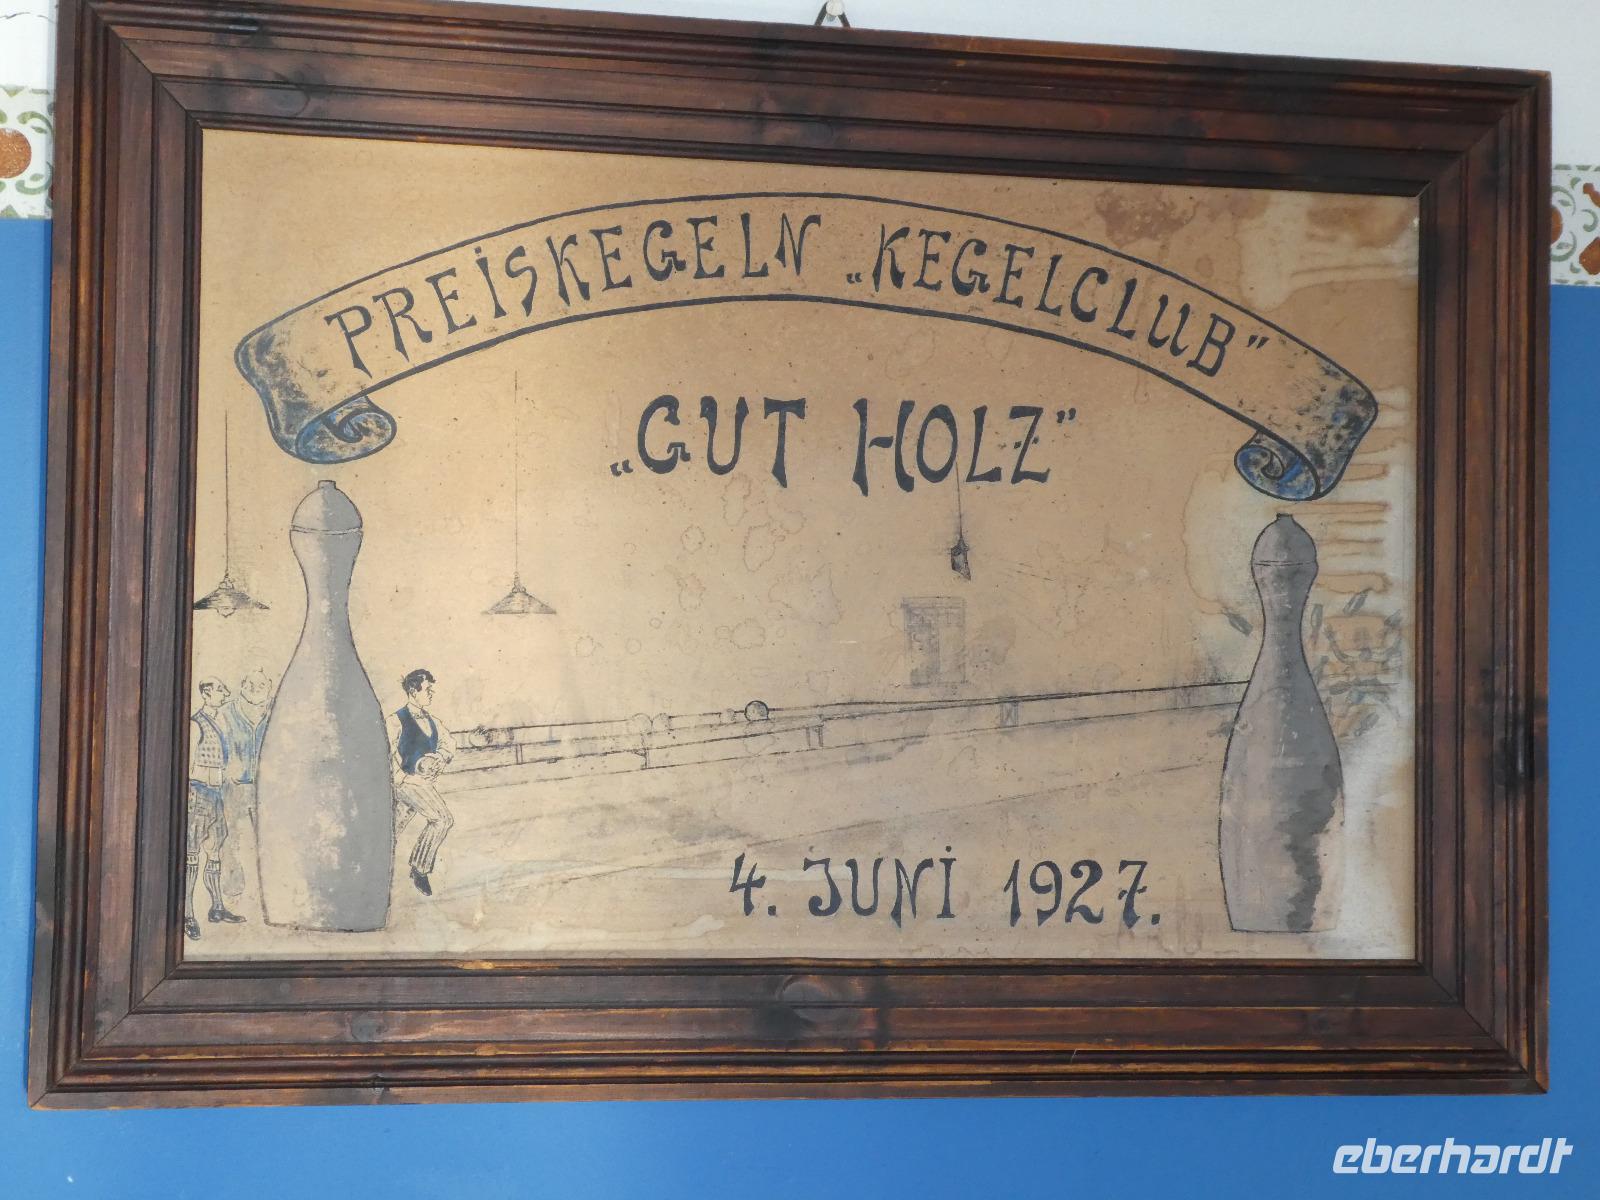 PREISKEGELN „KEGELCLUB"
„GUT HOLZ"
4. JUNI 1927.
eberhardt